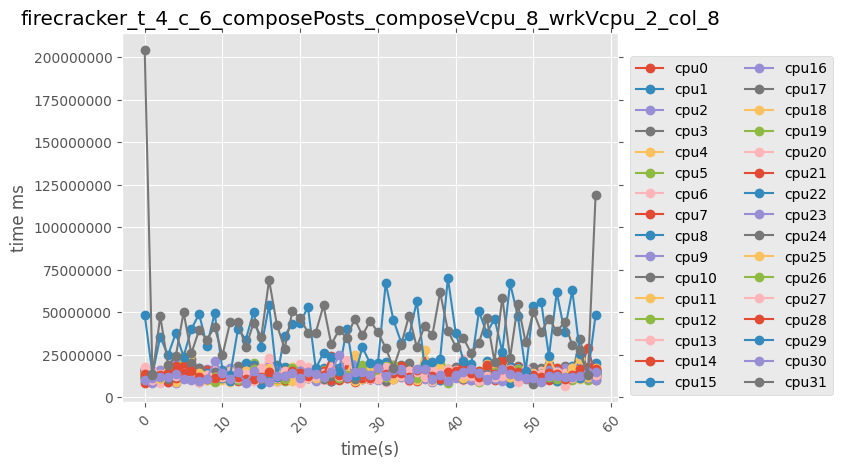 firecracker_t_4_c_6_composePosts_composeVcpu_8_wrkVcpu_2_col_8
200000000
175000000
150000000
125000000
100000000
75000000
50000000
25000000
0
time ms
0 10 20 30 40 50 60
time(s)
cpu0 cpu16
cpu1 cpu17
cpu2 cpu18
cpu3 cpu19
cpu4 cpu20
cpu5 cpu21
cpu6 cpu22
cpu7 cpu23
cpu8 cpu24
cpu9 cpu25
cpu10 cpu26
cpu11 cpu27
cpu12 cpu28
cpu13 cpu29
cpu14 cpu30
cpu15 cpu31